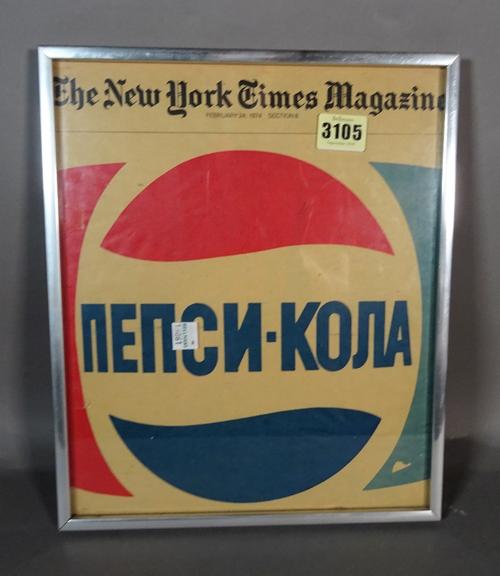 The New York Times Magazine
FEBRUARY 24, 1974 SECTION 6
3105
ПЕПСИ-КОЛА